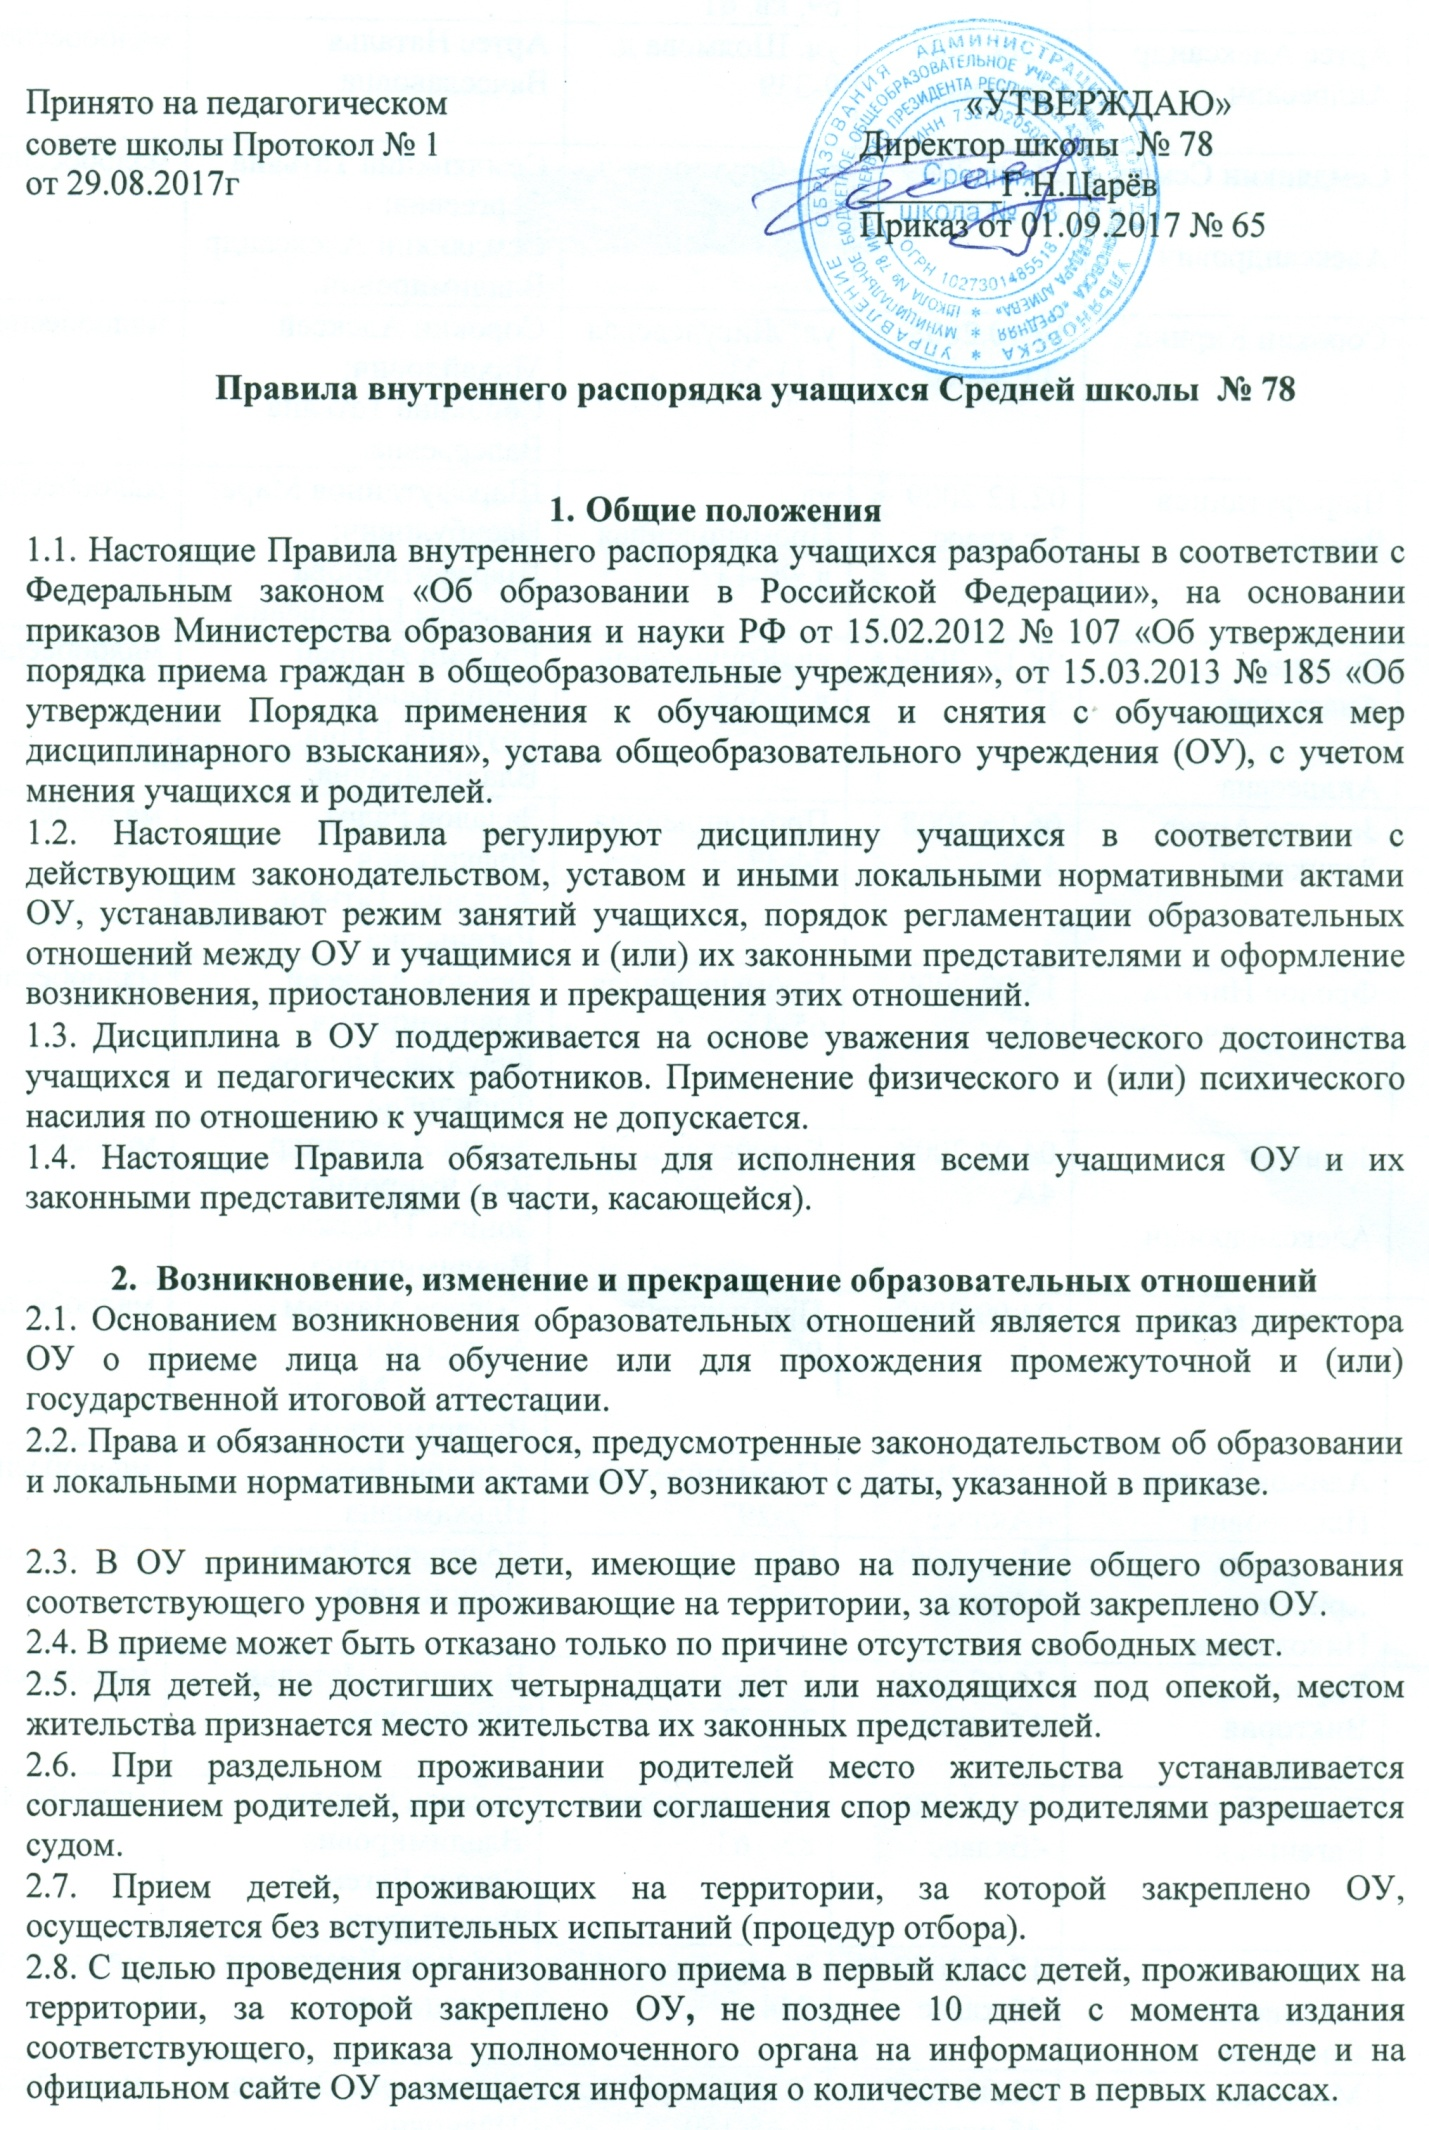 Принято на педагогическом
совете школы Протокол № 1
от 29.08.2017г
«УТВЕРЖДАЮ»
Директор школы № 78
Г.Н.Царёв
Приказ от 01.09.2017 № 65
УПРАВЛЕНИЕ ОБРАЗОВАНИЯ АДМИНИСТРАЦИИ УЛЬЯНОВСКА
Средняя
школа № 78
ОГРН 1027301485518
Правила внутреннего распорядка учащихся Средней школы № 78
1. Общие положения
1.1. Настоящие Правила внутреннего распорядка учащихся разработаны в соответствии с
Федеральным законом «Об образовании в Российской Федерации», на основании
приказов Министерства образования и науки РФ от 15.02.2012 № 107 «Об утверждении
порядка приема граждан в общеобразовательные учреждения», от 15.03.2013 № 185 «Об
утверждении Порядка применения к обучающимся и снятия с обучающихся мер
дисциплинарного взыскания», устава общеобразовательного учреждения (ОУ), с учетом
мнения учащихся и родителей.
1.2. Настоящие Правила регулируют дисциплину учащихся в соответствии с
действующим законодательством, уставом и иными локальными нормативными актами
ОУ, устанавливают режим занятий учащихся, порядок регламентации образовательных
отношений между ОУ и учащимися и (или) их законными представителями и оформление
возникновения, приостановления и прекращения этих отношений.
1.3. Дисциплина в ОУ поддерживается на основе уважения человеческого достоинства
учащихся и педагогических работников. Применение физического и (или) психического
насилия по отношению к учащимся не допускается.
1.4. Настоящие Правила обязательны для исполнения всеми учащимися ОУ и их
законными представителями (в части, касающейся).
2. Возникновение, изменение и прекращение образовательных отношений
2.1. Основанием возникновения образовательных отношений является приказ директора
ОУ о приеме лица на обучение или для прохождения промежуточной и (или)
государственной итоговой аттестации.
2.2. Права и обязанности учащегося, предусмотренные законодательством об образовании
и локальными нормативными актами ОУ, возникают с даты, указанной в приказе.
2.3. В ОУ принимаются все дети, имеющие право на получение общего образования
соответствующего уровня и проживающие на территории, за которой закреплено ОУ.
2.4. В приеме может быть отказано только по причине отсутствия свободных мест.
2.5. Для детей, не достигших четырнадцати лет или находящихся под опекой, местом
жительства признается место жительства их законных представителей.
2.6. При раздельном проживании родителей место жительства устанавливается
соглашением родителей, при отсутствии соглашения спор между родителями разрешается
судом.
2.7. Прием детей, проживающих на территории, за которой закреплено ОУ,
осуществляется без вступительных испытаний (процедур отбора).
2.8. С целью проведения организованного приема в первый класс детей, проживающих на
территории, за которой закреплено ОУ, не позднее 10 дней с момента издания
соответствующего, приказа уполномоченного органа на информационном стенде и на
официальном сайте ОУ размещается информация о количестве мест в первых классах.